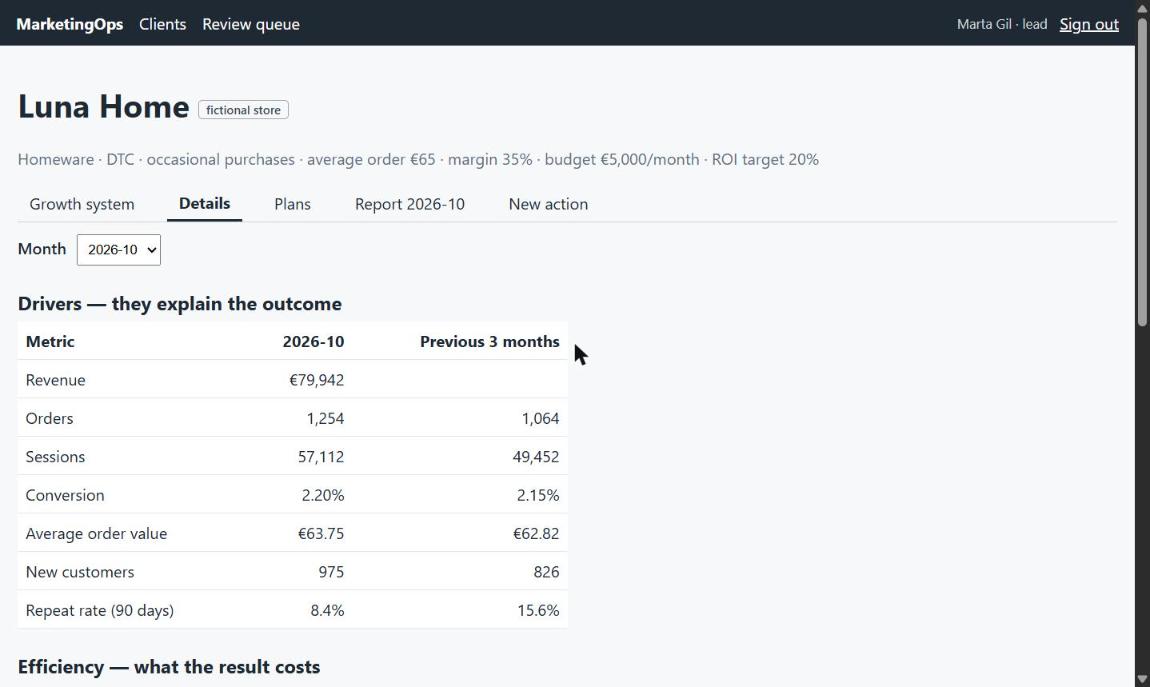 MarketingOps Clients Review queue Marta Gil · lead Sign out
Luna Home fictional store
Homeware · DTC · occasional purchases · average order €65 · margin 35% · budget €5,000/month · ROI target 20%
Growth system Details Plans Report 2026-10 New action
Month 2026-10
Drivers — they explain the outcome
Metric 2026-10 Previous 3 months
Revenue €79,942
Orders 1,254 1,064
Sessions 57,112 49,452
Conversion 2.20% 2.15%
Average order value €63.75 €62.82
New customers 975 826
Repeat rate (90 days) 8.4% 15.6%
Efficiency — what the result costs